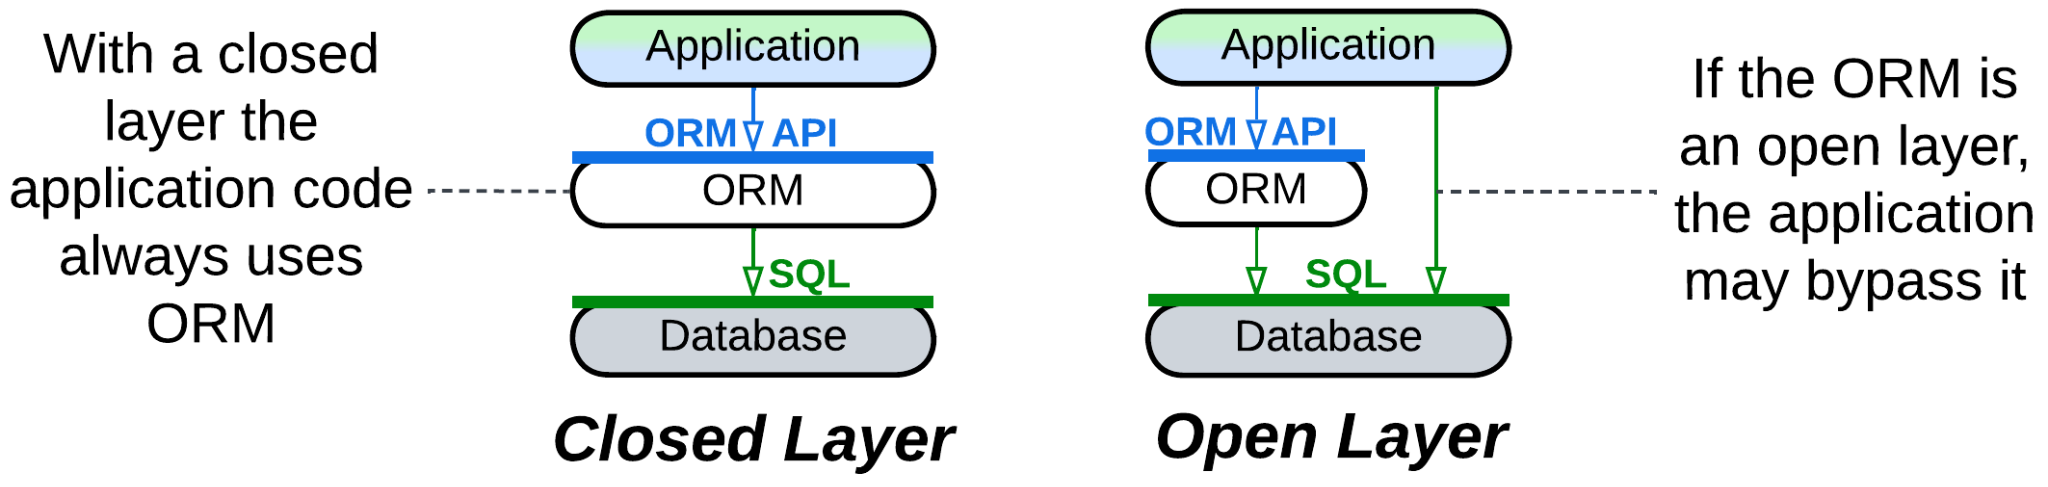 With a closed
layer the
application code
always uses
ORM
Application
ORM API
ORM
SQL
Database
Closed Layer
Application
ORM API
ORM
SQL
Database
Open Layer
If the ORM is
an open layer,
the application
may bypass it